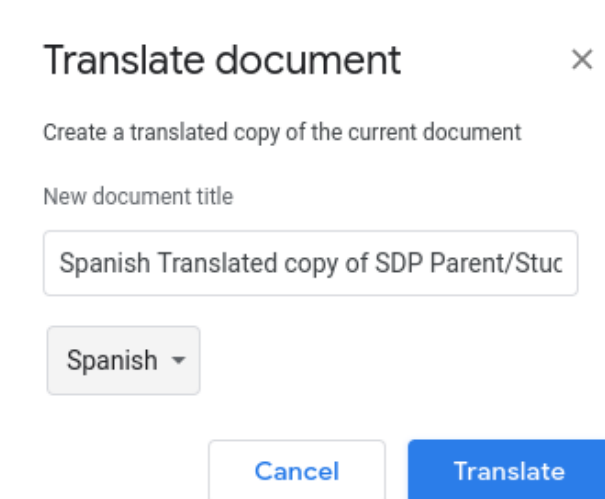 Translate document
Create a translated copy of the current document
New document title
Spanish Translated copy of SDP Parent/Stuc
Spanish
Cancel
Translate